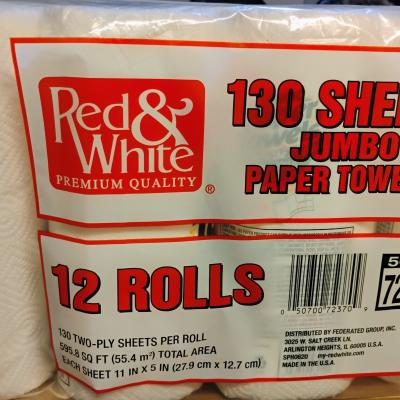 Red &
White
PREMIUM QUALITY
®
130
JUMBO
PAPER
12 ROLLS
130 TWO-PLY SHEETS PER ROLL
595.8 SQ FT (55.4 m²) TOTAL AREA
EACH SHEET 11 IN X 5 IN (27.9 cm x 12.7 cm)
0 50700 72370 9
DISTRIBUTED BY FEDERATED GROUP, INC.
3025 W. SALT CREEK LN.
ARLINGTON HEIGHTS, IL 60005 U.S.A.
SPH0620 my-redwhite.com
MADE IN THE U.S.A.
5
72